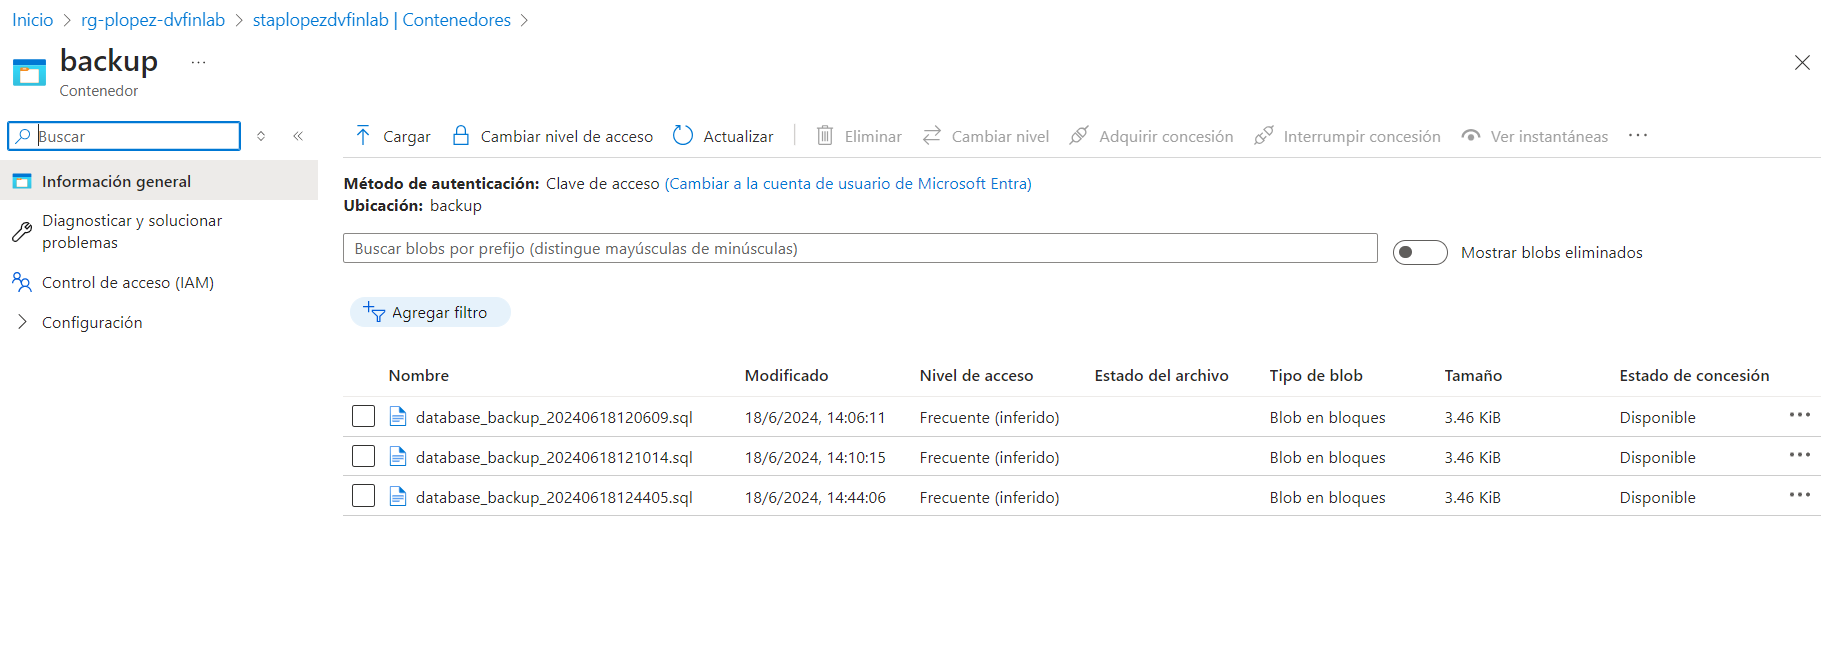 Inicio > rg-plopez-dvfinlab > staplopezdvfinlab | Contenedores >
backup ...
Contenedor
Buscar
Información general
Diagnosticar y solucionar
problemas
Control de acceso (IAM)
Configuración
Cargar Cambiar nivel de acceso Actualizar Eliminar Cambiar nivel Adquirir concesión Interrumpir concesión Ver instantáneas ...
Método de autenticación: Clave de acceso (Cambiar a la cuenta de usuario de Microsoft Entra)
Ubicación: backup
Buscar blobs por prefijo (distingue mayúsculas de minúsculas)
Mostrar blobs eliminados
Agregar filtro
Nombre Modificado Nivel de acceso Estado del archivo Tipo de blob Tamaño Estado de concesión
database_backup_20240618120609.sql 18/6/2024, 14:06:11 Frecuente (inferido) Blob en bloques 3.46 KiB Disponible ...
database_backup_20240618121014.sql 18/6/2024, 14:10:15 Frecuente (inferido) Blob en bloques 3.46 KiB Disponible ...
database_backup_20240618124405.sql 18/6/2024, 14:44:06 Frecuente (inferido) Blob en bloques 3.46 KiB Disponible ...